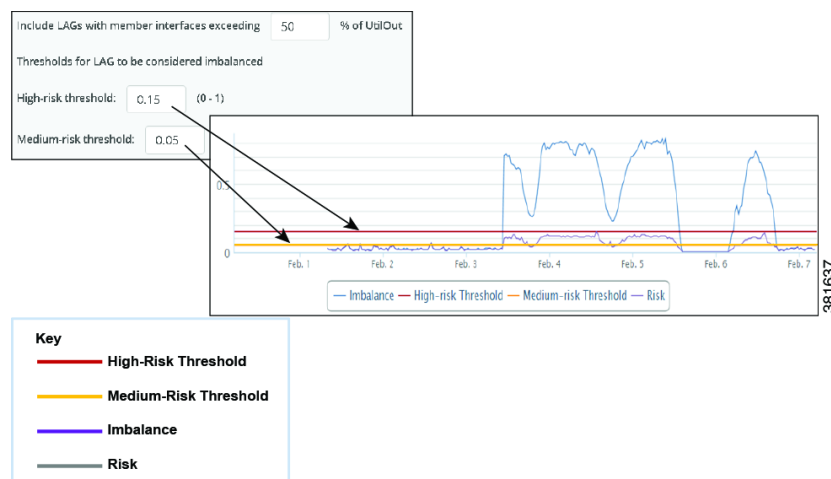 Include LAGs with member interfaces exceeding 50 % of UtilOut
Thresholds for LAG to be considered imbalanced
High-risk threshold: 0.15 (0 - 1)
Medium-risk threshold: 0.05
0.5
0
Feb. 1 Feb. 2 Feb. 3 Feb. 4 Feb. 5 Feb. 6 Feb. 7
Imbalance High-risk Threshold Medium-risk Threshold Risk
381637
Key
High-Risk Threshold
Medium-Risk Threshold
Imbalance
Risk